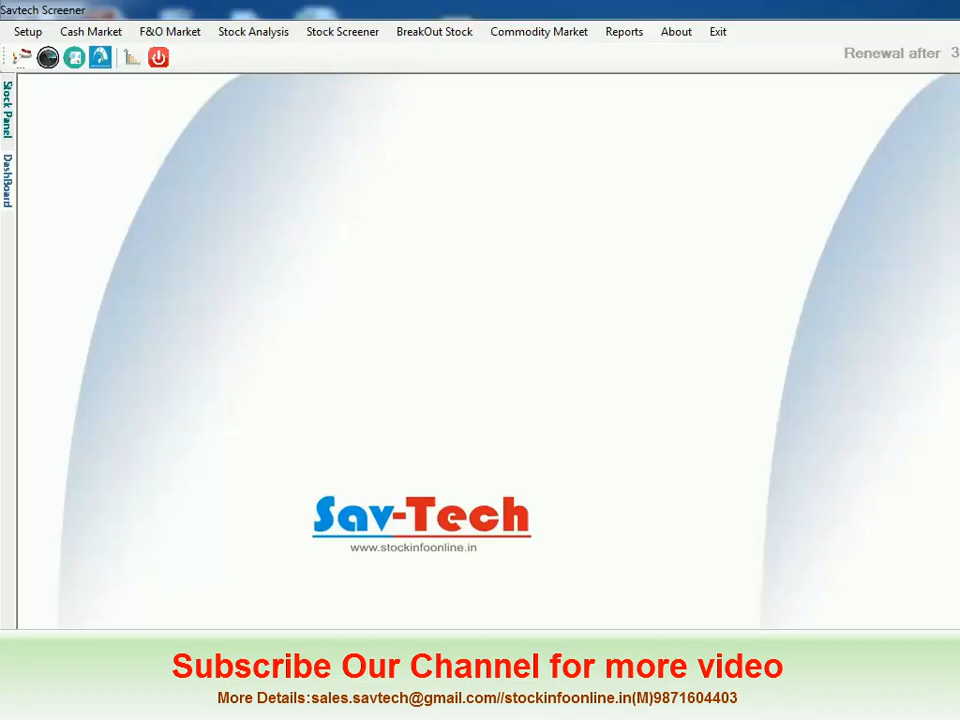 Savtech Screener
Setup Cash Market F&O Market Stock Analysis Stock Screener BreakOut Stock Commodity Market Reports About Exit
Renewal after 3
Stock Panel
DashBoard
Sav-Tech
www.stockinfoonline.in
Subscribe Our Channel for more video
More Details:sales.savtech@gmail.com//stockinfoonline.in(M)9871604403